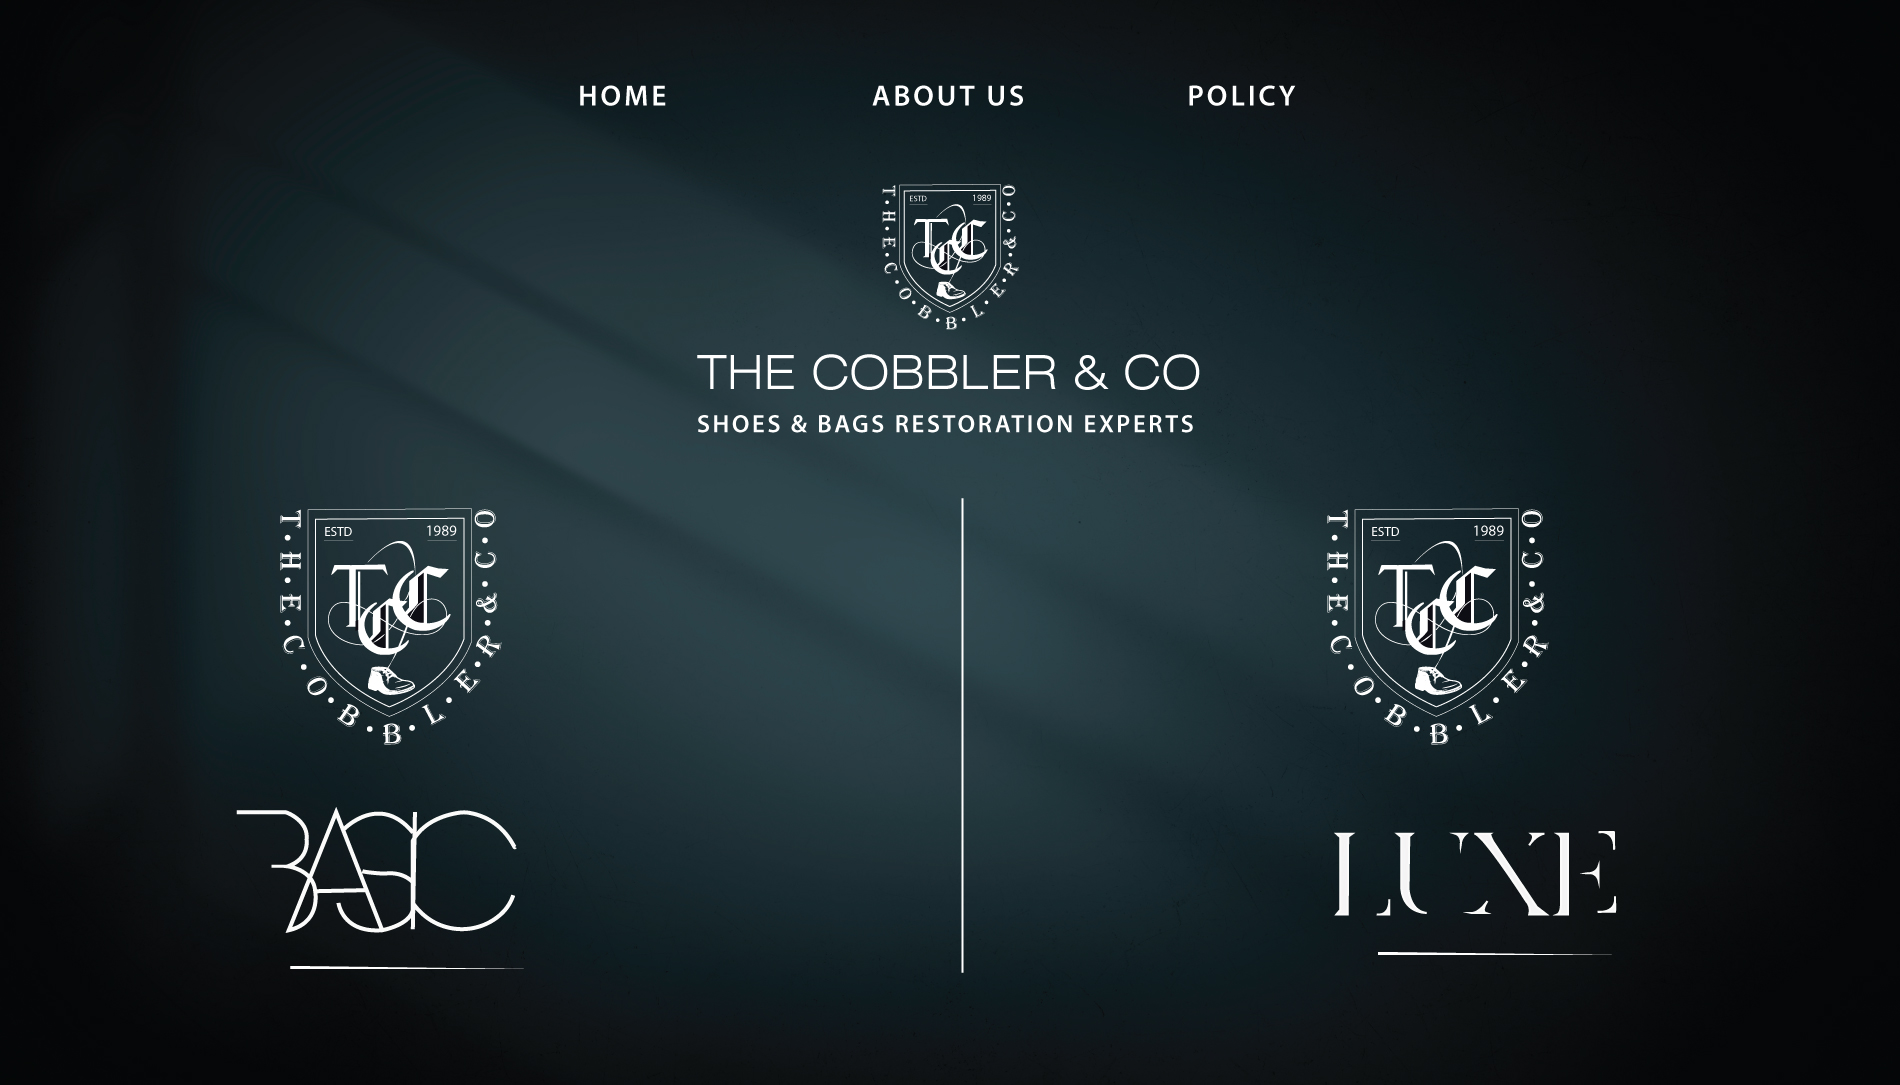 HOME ABOUT US POLICY
T·H·E·C·O·B·B·L·E·R·&·C·O
ESTD 1989
TCC
THE COBBLER & CO
SHOES & BAGS RESTORATION EXPERTS
T·H·E·C·O·B·B·L·E·R·&·C·O
ESTD 1989
TCC
BASIC
T·H·E·C·O·B·B·L·E·R·&·C·O
ESTD 1989
TCC
LUXE